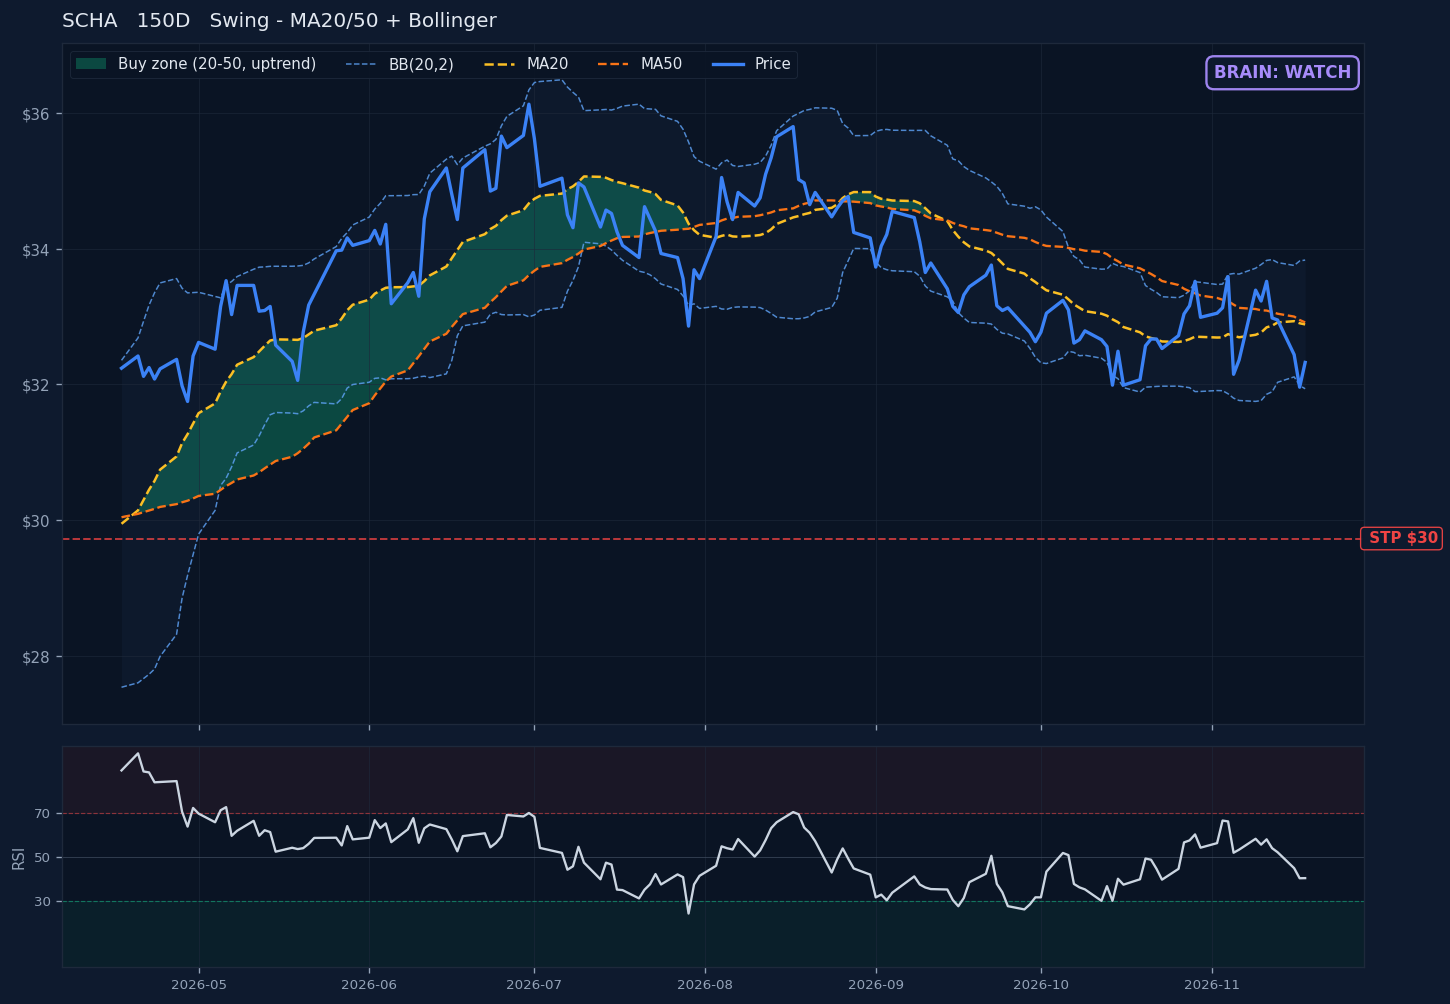 SCHA 150D Swing - MA20/50 + Bollinger
Buy zone (20-50, uptrend)
BB(20,2)
MA20
MA50
Price
BRAIN: WATCH
$36
$34
$32
$30
$28
STP $30
RSI
70
50
30
2026-05
2026-06
2026-07
2026-08
2026-09
2026-10
2026-11